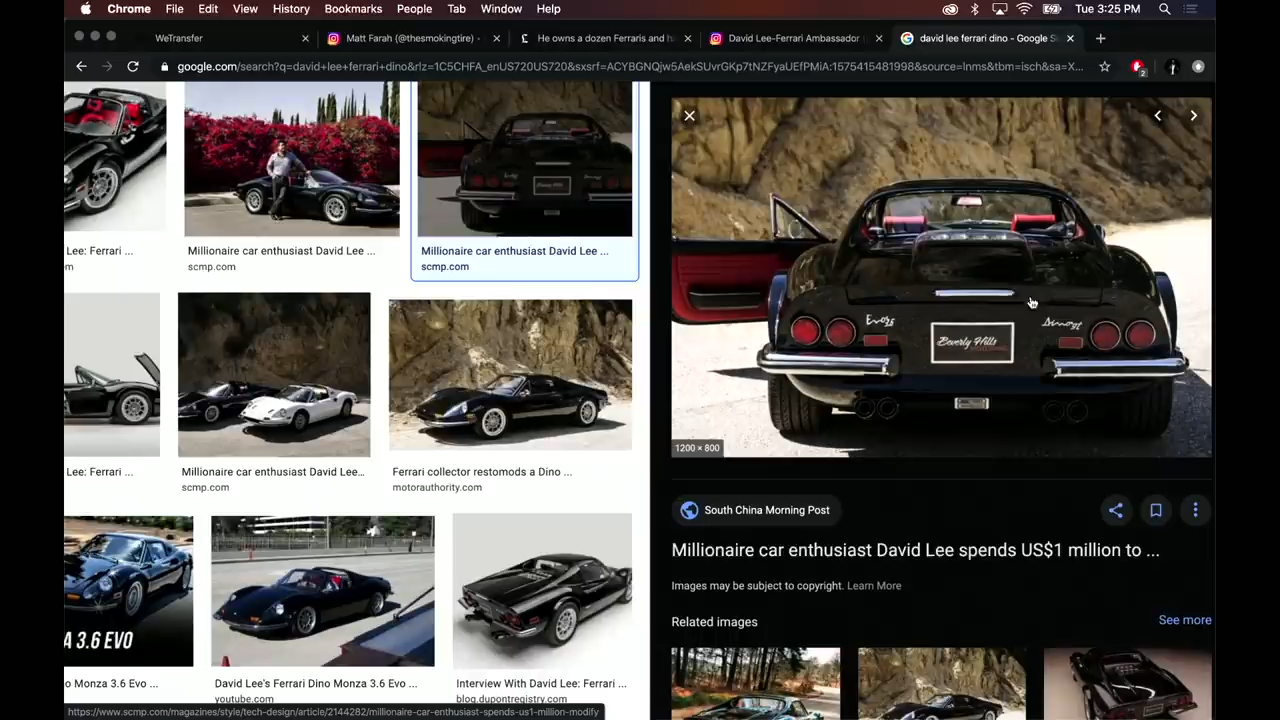 Chrome File Edit View History Bookmarks People Tab Window Help Tue 3:25 PM
WeTransfer
Matt Farah (@thesmokingtire) -
He owns a dozen Ferraris and h
David Lee-Ferrari Ambassador
david lee ferrari dino - Google S
google.com/search?q=david+lee+ferrari+dino&rlz=1C5CHFA_enUS720US720&sxsrf=ACYBGNQjw5AekSUvrGKp7tNZFyaUEfPMiA:1575415481998&source=lnms&tbm=isch&sa=X...
2
Lee: Ferrari ...
m
Millionaire car enthusiast David Lee ...
scmp.com
Millionaire car enthusiast David Lee ...
scmp.com
Evo36
Beverly Hills
1200 × 800
Lee: Ferrari ...
Millionaire car enthusiast David Lee...
scmp.com
Ferrari collector restomods a Dino ...
motorauthority.com
South China Morning Post
Millionaire car enthusiast David Lee spends US$1 million to ...
Images may be subject to copyright. Learn More
Related images
See more
A 3.6 EVO
o Monza 3.6 Evo ...
David Lee's Ferrari Dino Monza 3.6 Evo ...
youtube.com
Interview With David Lee: Ferrari ...
blog.dupontregistry.com
https://www.scmp.com/magazines/style/tech-design/article/2144282/millionaire-car-enthusiast-spends-us1-million-modify